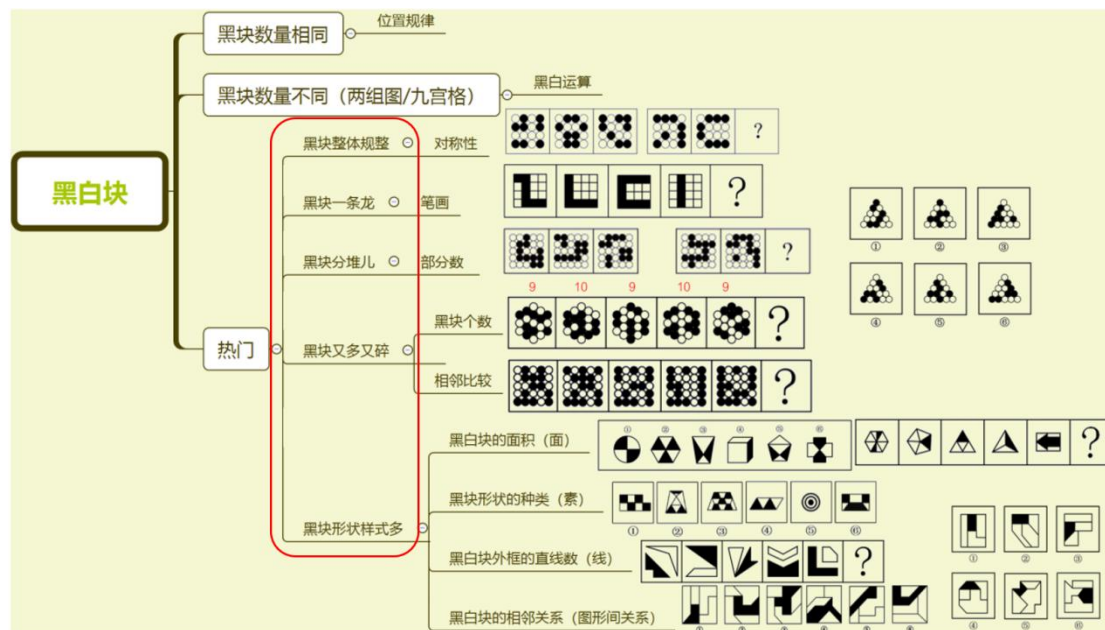 黑白块
黑块数量相同
位置规律
黑块数量不同（两组图/九宫格）
黑白运算
热门
黑块整体规整
对称性
?
黑块一条龙
笔画
?
① ② ③
黑块分堆儿
部分数
?
9 10 9 10 9
④ ⑤ ⑥
黑块又多又碎
黑块个数
?
相邻比较
?
黑块形状样式多
黑白块的面积（面）
① ② ③ ④ ⑤ ⑥
?
黑块形状的种类（素）
① ② ③ ④ ⑤ ⑥
黑白块外框的直线数（线）
?
① ② ③
黑白块的相邻关系（图形间关系）
④ ⑤ ⑥